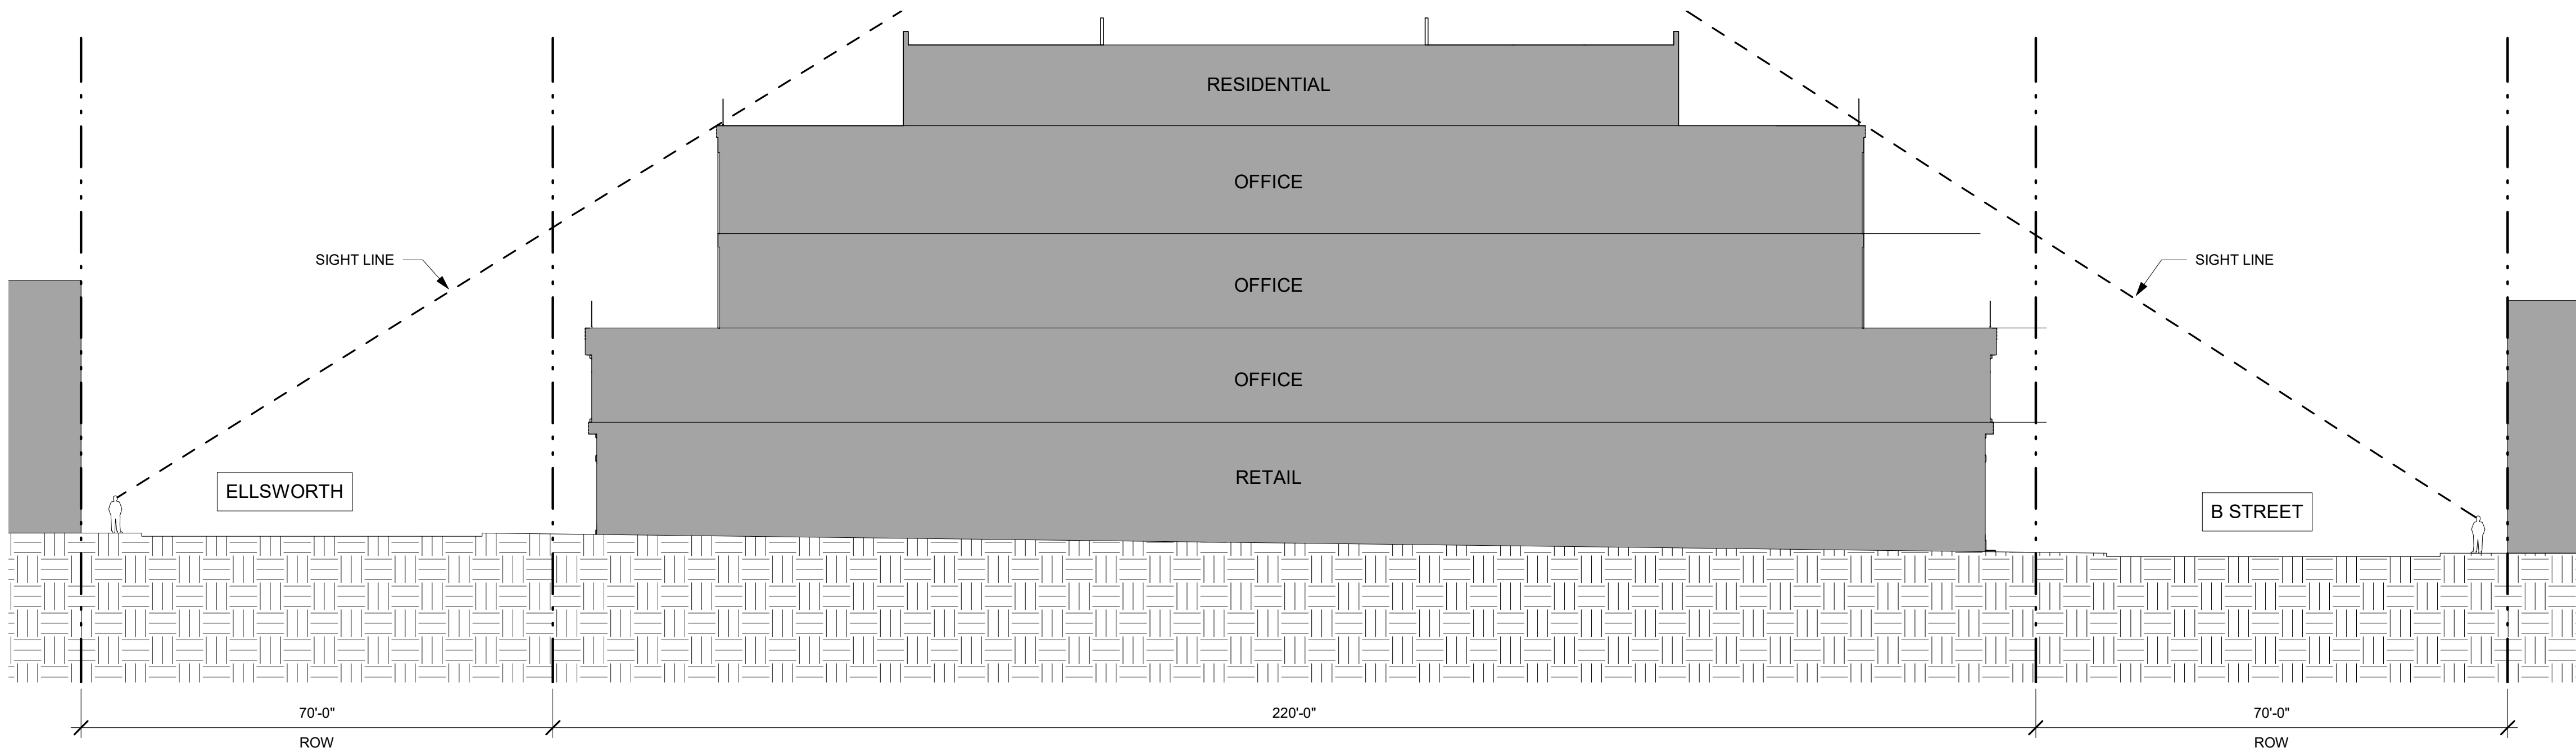 RESIDENTIAL
OFFICE
SIGHT LINE
SIGHT LINE
OFFICE
OFFICE
RETAIL
ELLSWORTH
B STREET
70'-0"
220'-0"
70'-0"
ROW
ROW